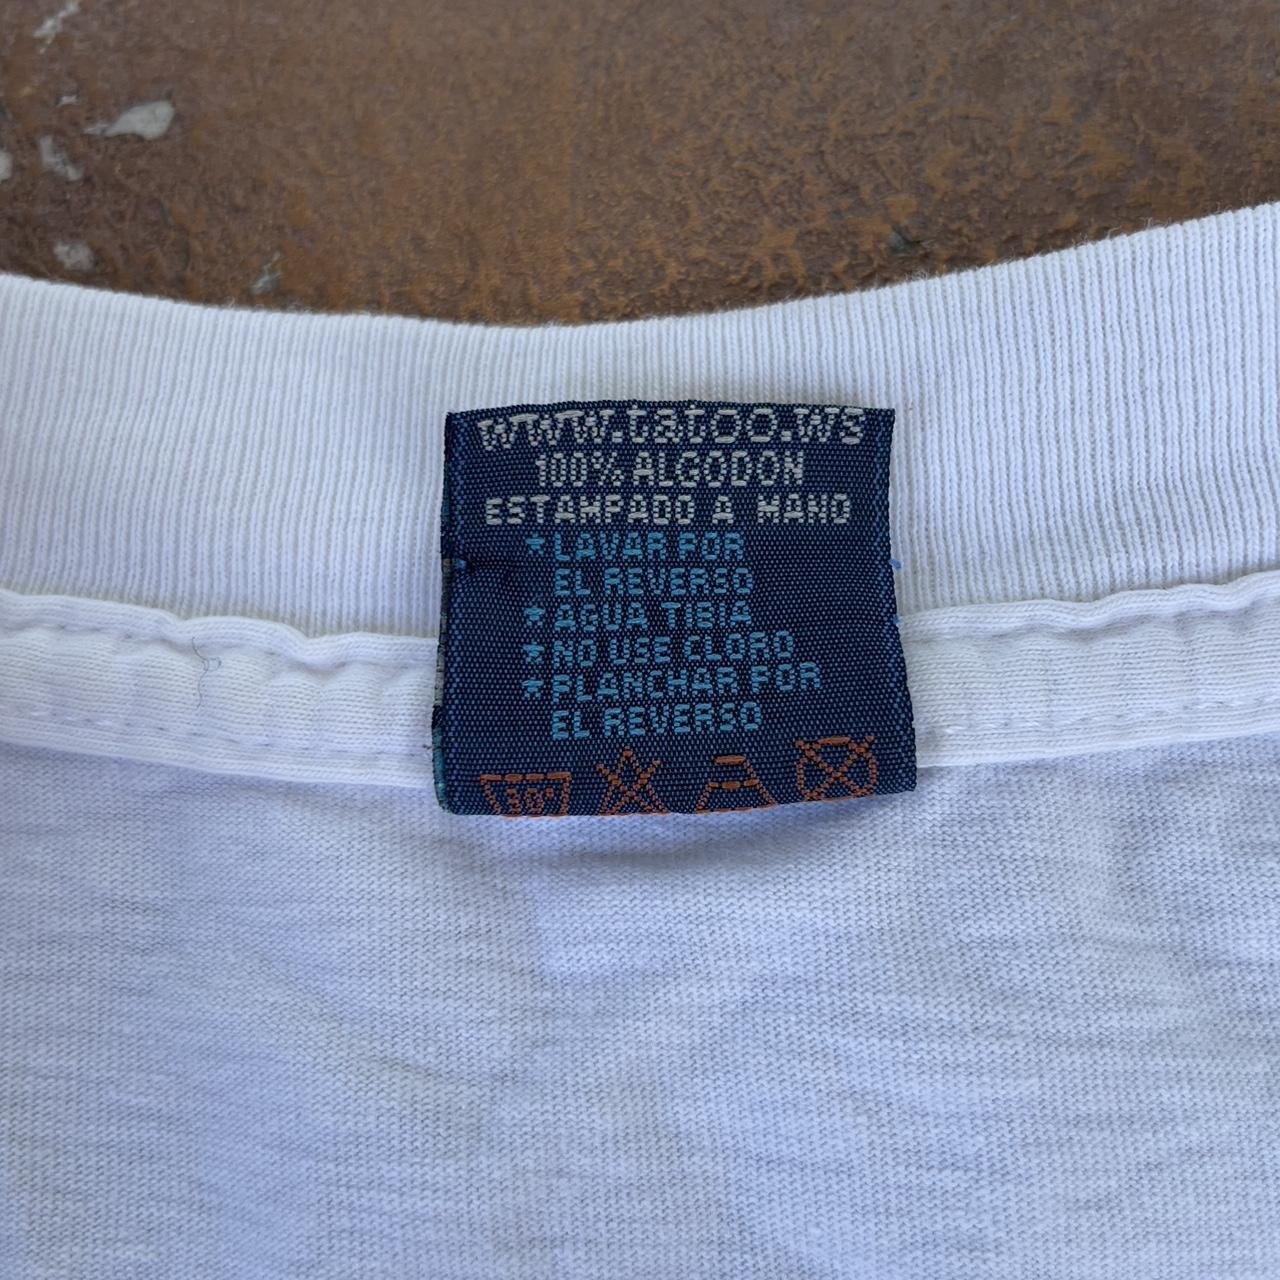 www.tatoo.ws
100% ALGODON
ESTAMPADO A MANO
*LAVAR POR
EL REVERSO
*AGUA TIBIA
*NO USE CLORO
*PLANCHAR POR
EL REVERSO
30°